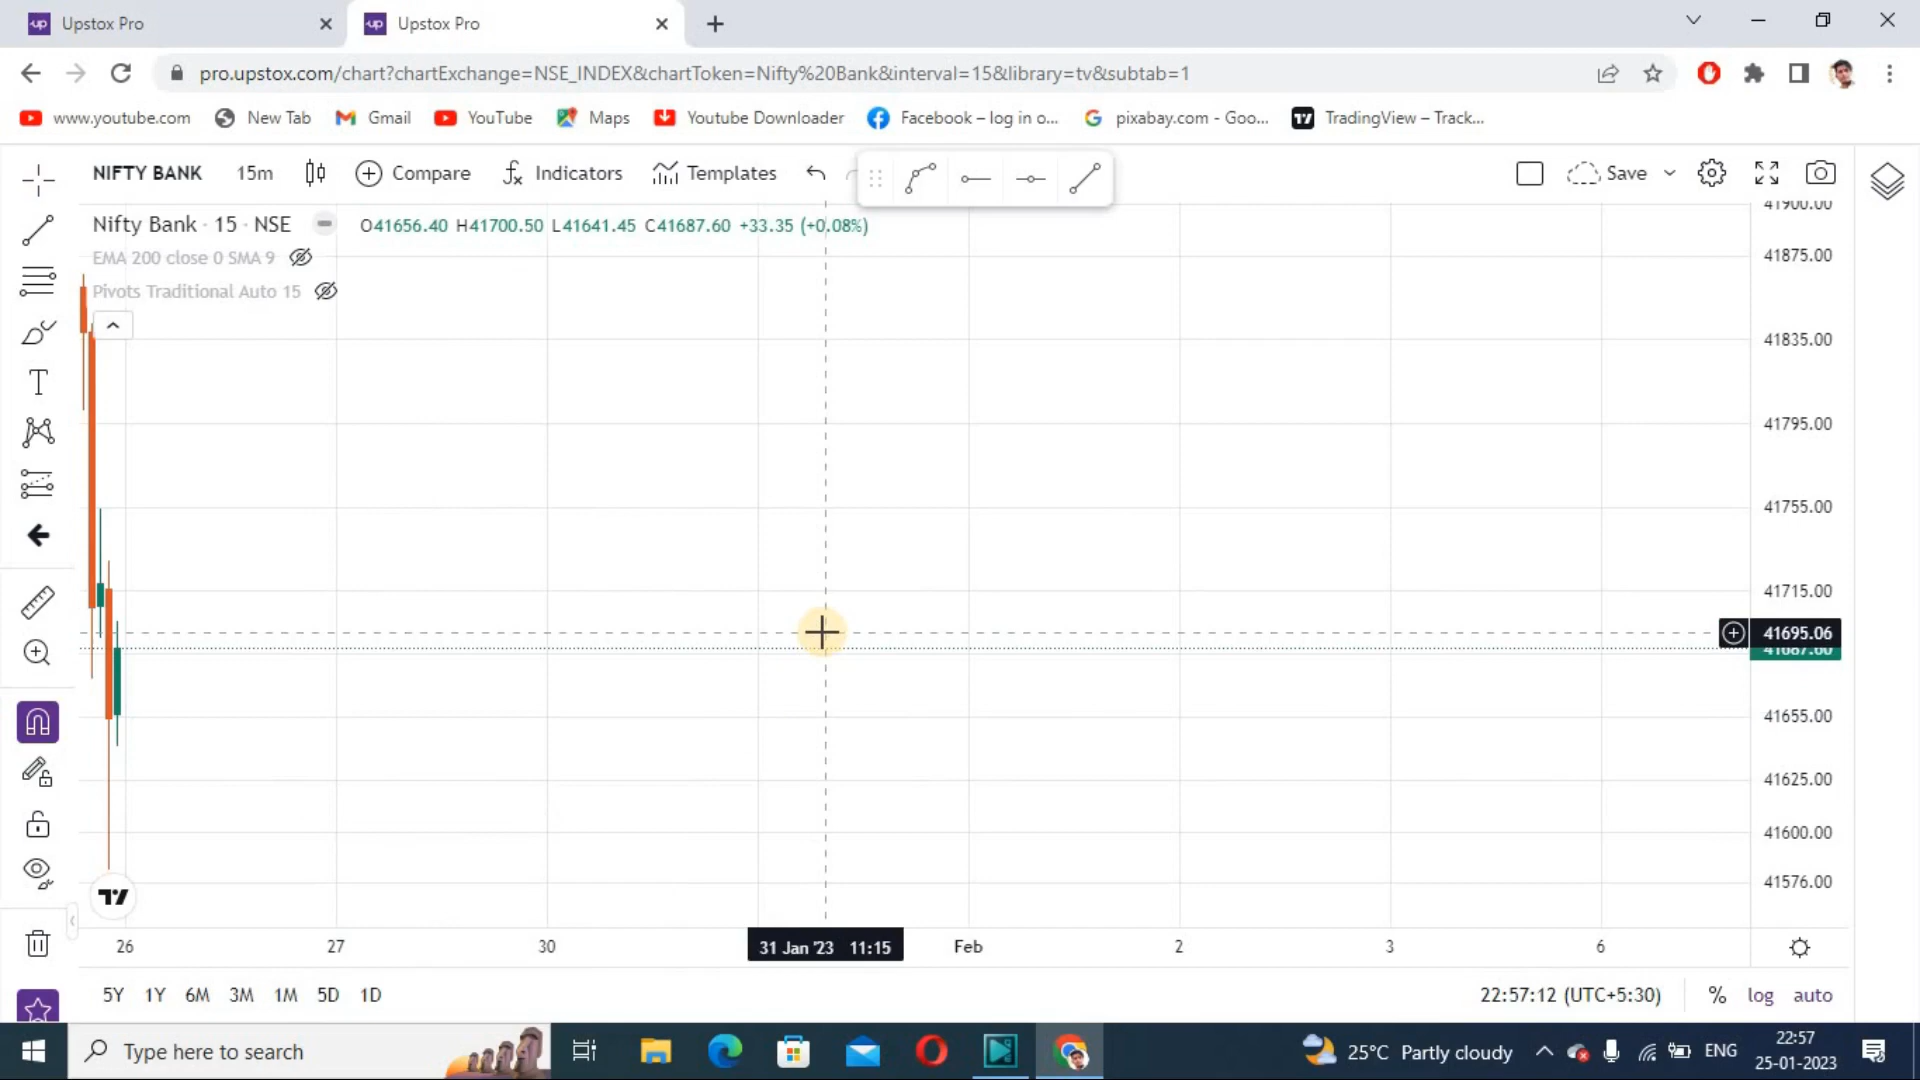 Upstox Pro
Upstox Pro
pro.upstox.com/chart?chartExchange=NSE_INDEX&chartToken=Nifty%20Bank&interval=15&library=tv&subtab=1
www.youtube.com New Tab Gmail YouTube Maps Youtube Downloader Facebook – log in o... pixabay.com - Goo... TradingView – Track...
NIFTY BANK 15m Compare Indicators Templates Save
Nifty Bank · 15 · NSE O41656.40 H41700.50 L41641.45 C41687.60 +33.35 (+0.08%)
EMA 200 close 0 SMA 9
Pivots Traditional Auto 15
41900.00
41875.00
41835.00
41795.00
41755.00
41715.00
41695.06
41687.60
41655.00
41625.00
41600.00
41576.00
26 27 30 31 Jan '23 11:15 Feb 2 3 6
5Y 1Y 6M 3M 1M 5D 1D 22:57:12 (UTC+5:30) % log auto
Type here to search 25°C Partly cloudy ENG 22:57
25-01-2023